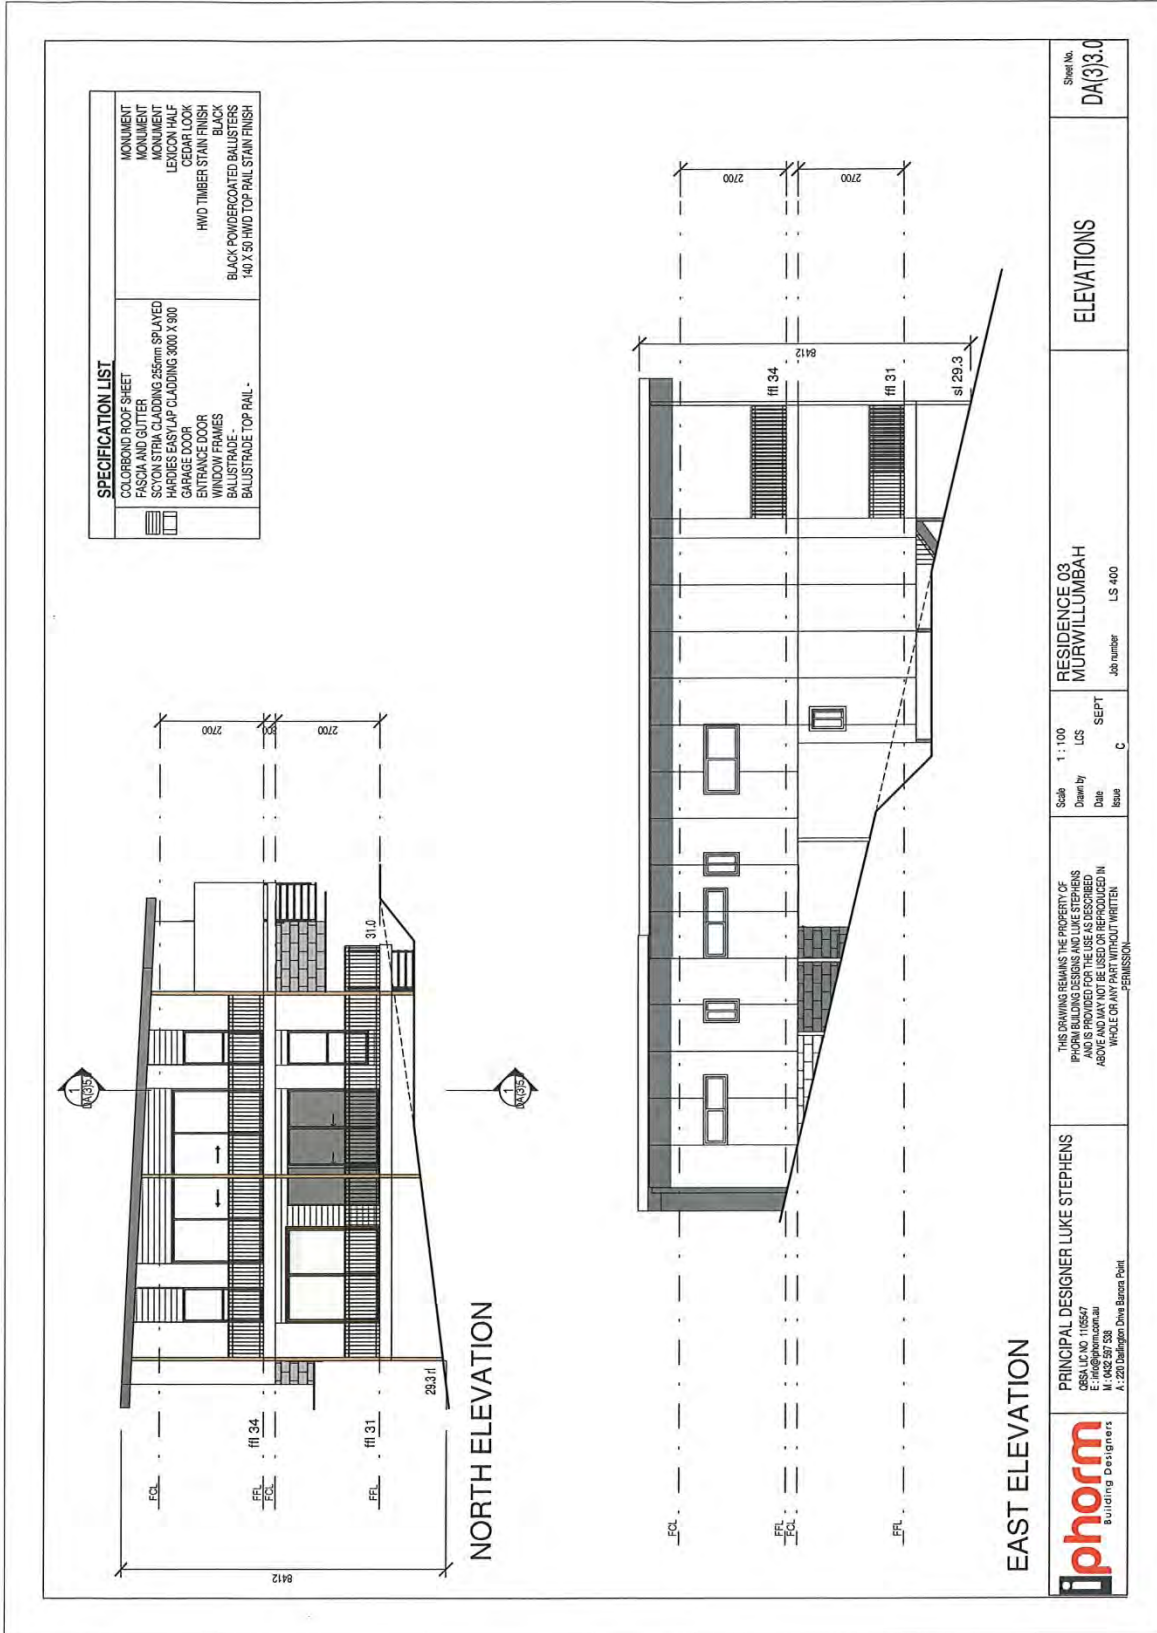 SPECIFICATION LIST
COLORBOND ROOF SHEET MONUMENT
FASCIA AND GUTTER MONUMENT
SCYON STRIA CLADDING 255mm SPLAYED MONUMENT
HARDIES EASYLAP CLADDING 3000 X 900 LEXICON HALF
GARAGE DOOR CEDAR LOOK
ENTRANCE DOOR HWD TIMBER STAIN FINISH
WINDOW FRAMES BLACK
BALUSTRADE - BLACK POWDERCOATED BALUSTERS
BALUSTRADE TOP RAIL - 140 X 50 HWD TOP RAIL STAIN FINISH
8412
FCL
FFL
FCL
FFL
ffl 34
ffl 31
29.3 rl
31.0
1
1
2700
300
2700
NORTH ELEVATION
FCL
FFL
FCL
FFL
8412
ffl 34
ffl 31
sl 29.3
2700
2700
EAST ELEVATION
iphorm
Building Designers
PRINCIPAL DESIGNER LUKE STEPHENS
QBSA LIC NO 1105547
E : info@iphorm.com.au
M : 0432 597 538
A : 220 Darlington Drive Banora Point
THIS DRAWING REMAINS THE PROPERTY OF
IPHORM BUILDING DESIGNS AND LUKE STEPHENS
AND IS PROVIDED FOR THE USE AS DESCRIBED
ABOVE AND MAY NOT BE USED OR REPRODUCED IN
WHOLE OR ANY PART WITHOUT WRITTEN
PERMISSION
Scale 1 : 100
Drawn by LCS
Date SEPT
Issue C
RESIDENCE 03
MURWILLUMBAH
Job number LS 400
ELEVATIONS
Sheet No.
DA(3)3.0